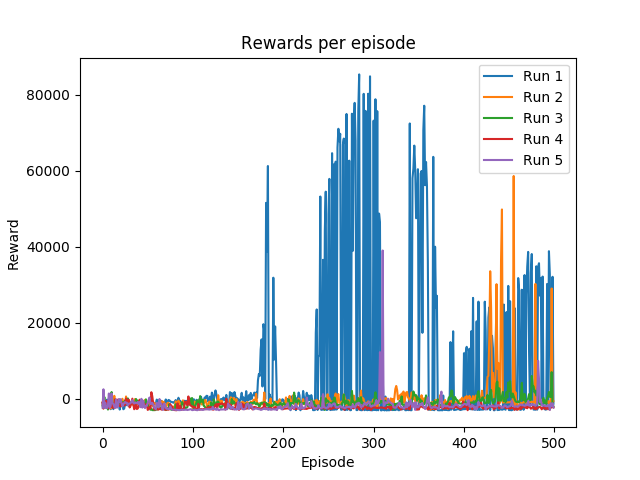 Rewards per episode
Run 1
Run 2
Run 3
Run 4
Run 5
80000
60000
40000
20000
0
Reward
0
100
200
300
400
500
Episode